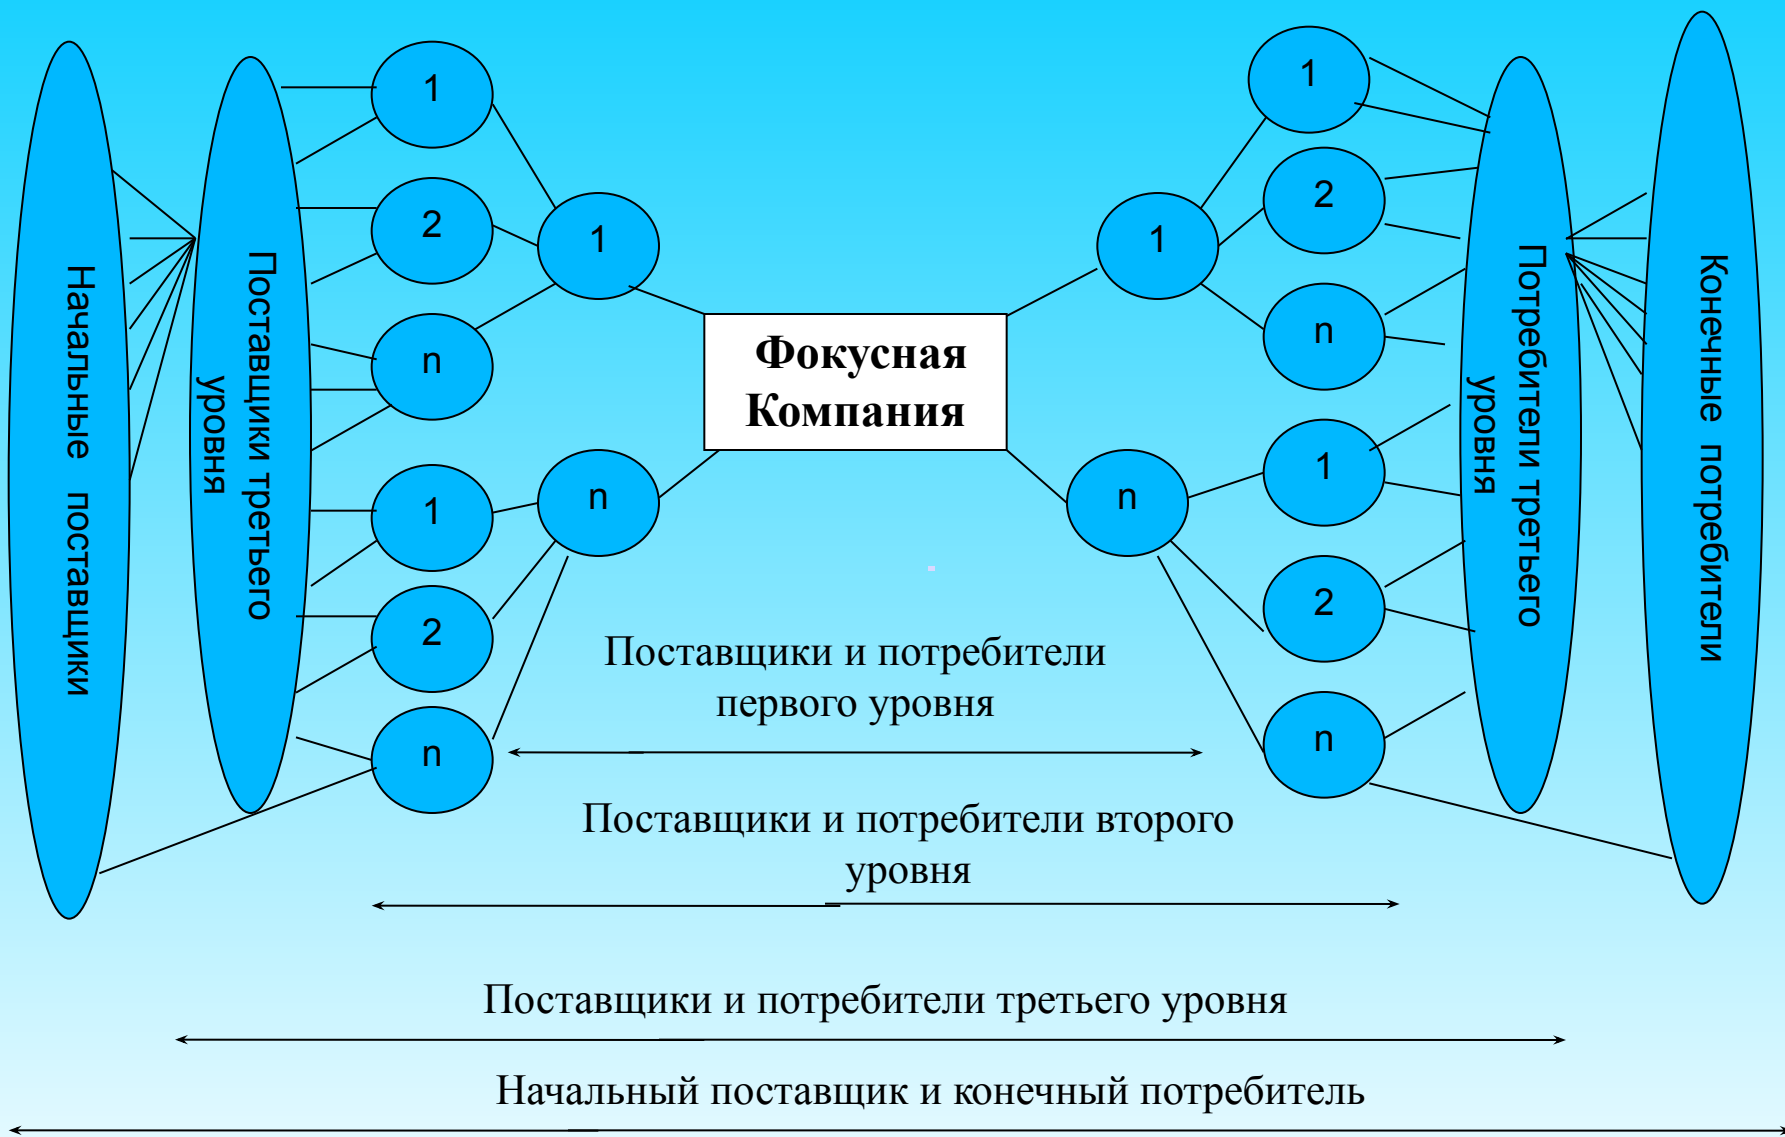 Начальные поставщики
Поставщики третьего
уровня
1
2
n
1
2
n
1
n
Фокусная
Компания
1
n
1
2
n
1
2
n
Потребители третьего
уровня
Конечные потребители
Поставщики и потребители
первого уровня
Поставщики и потребители второго
уровня
Поставщики и потребители третьего уровня
Начальный поставщик и конечный потребитель